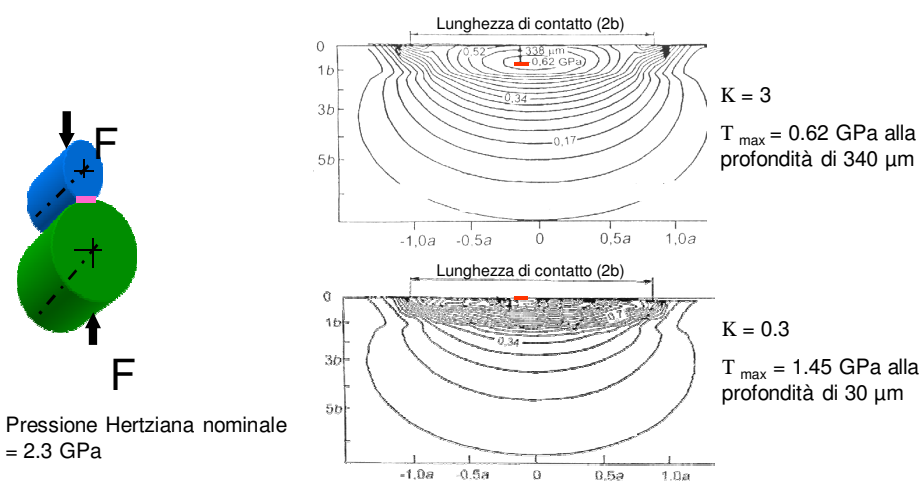 F
F
Pressione Hertziana nominale
= 2.3 GPa
Lunghezza di contatto (2b)
0
0,52
338 µm
0,62 GPa
1b
0.34
3b
0,17
5b
-1,0a -0.5a 0 0,5a 1,0a
K = 3
T max = 0.62 GPa alla
profondità di 340 µm
Lunghezza di contatto (2b)
0
0.7
1b
0.34
3b
5b
-1.0a -0.5a 0 0,5a 1.0a
K = 0.3
T max = 1.45 GPa alla
profondità di 30 µm